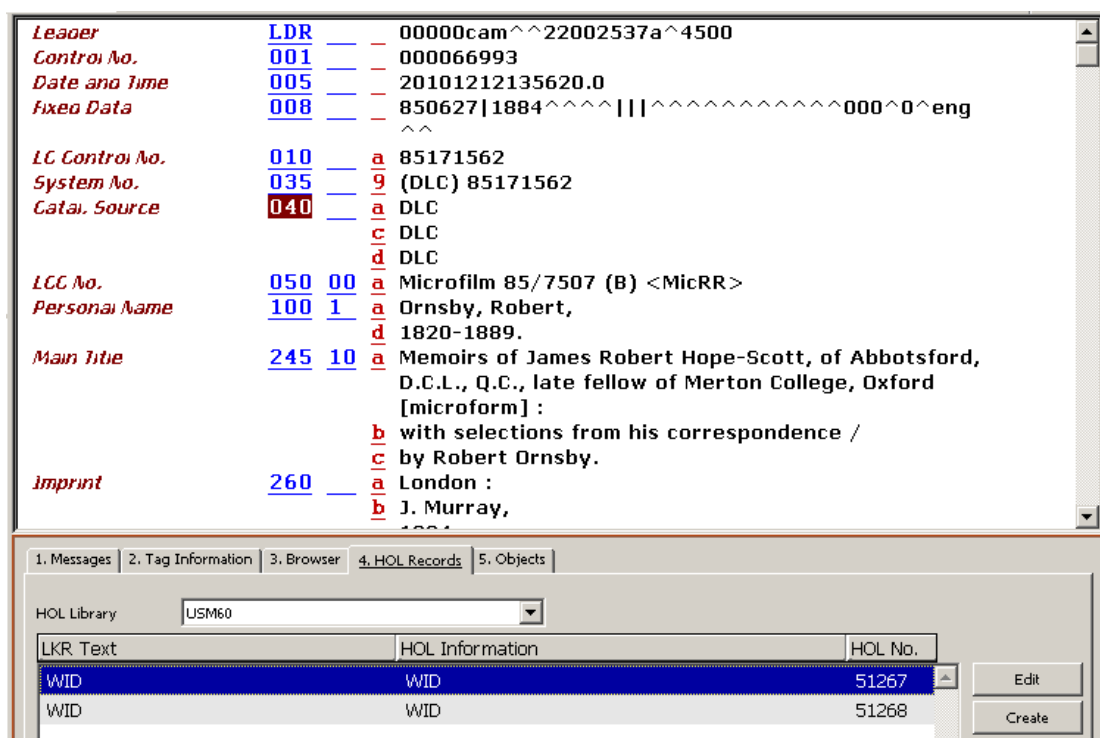 Leader LDR 00000cam^^22002537a^4500
Control No. 001 000066993
Date and Time 005 20101212135620.0
Fixed Data 008 850627|1884^^^^|||^^^^^^^^^^^000^0^eng
^^
LC Control No. 010 a 85171562
System No. 035 9 (DLC) 85171562
Catal. Source 040 a DLC
c DLC
d DLC
LCC No. 050 00 a Microfilm 85/7507 (B) <MicRR>
Personal Name 100 1 a Ornsby, Robert,
d 1820-1889.
Main Title 245 10 a Memoirs of James Robert Hope-Scott, of Abbotsford,
D.C.L., Q.C., late fellow of Merton College, Oxford
[microform] :
b with selections from his correspondence /
c by Robert Ornsby.
Imprint 260 a London :
b J. Murray,
1. Messages 2. Tag Information 3. Browser 4. HOL Records 5. Objects
HOL Library USM60
LKR Text HOL Information HOL No.
WID WID 51267 Edit
WID WID 51268 Create